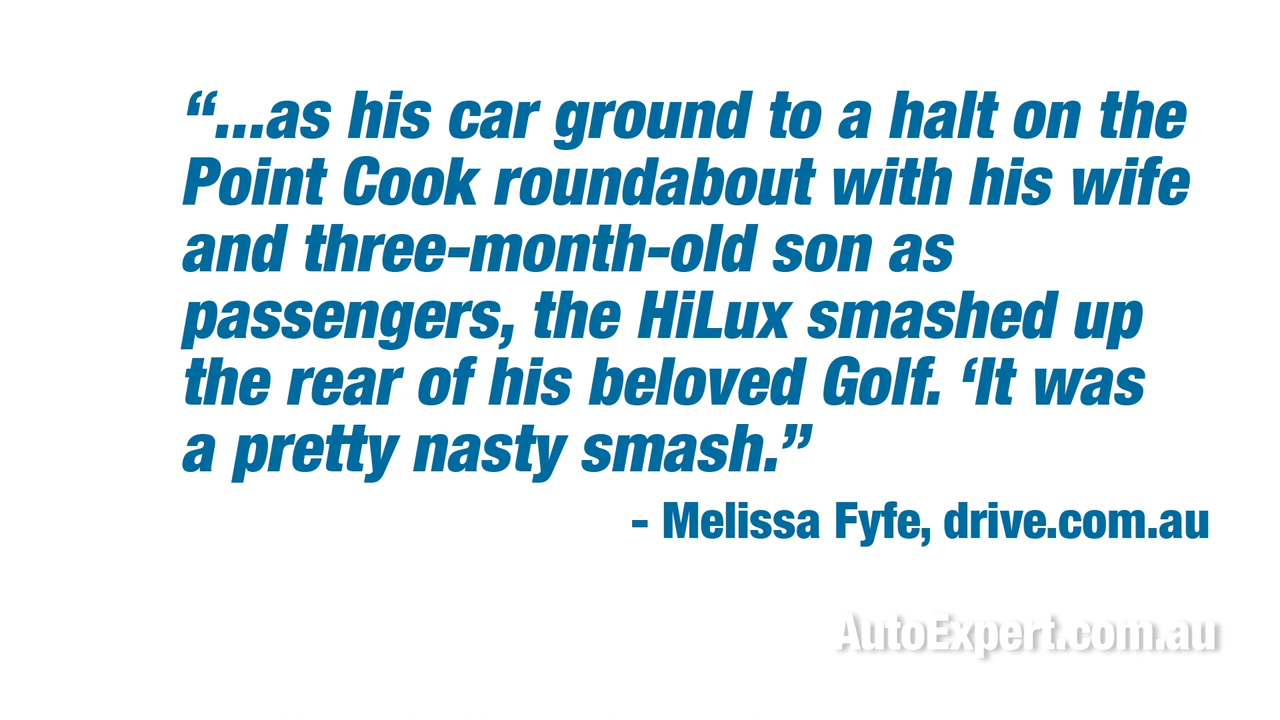 “...as his car ground to a halt on the
Point Cook roundabout with his wife
and three-month-old son as
passengers, the HiLux smashed up
the rear of his beloved Golf. ‘It was
a pretty nasty smash.”
- Melissa Fyfe, drive.com.au
AutoExpert.com.au